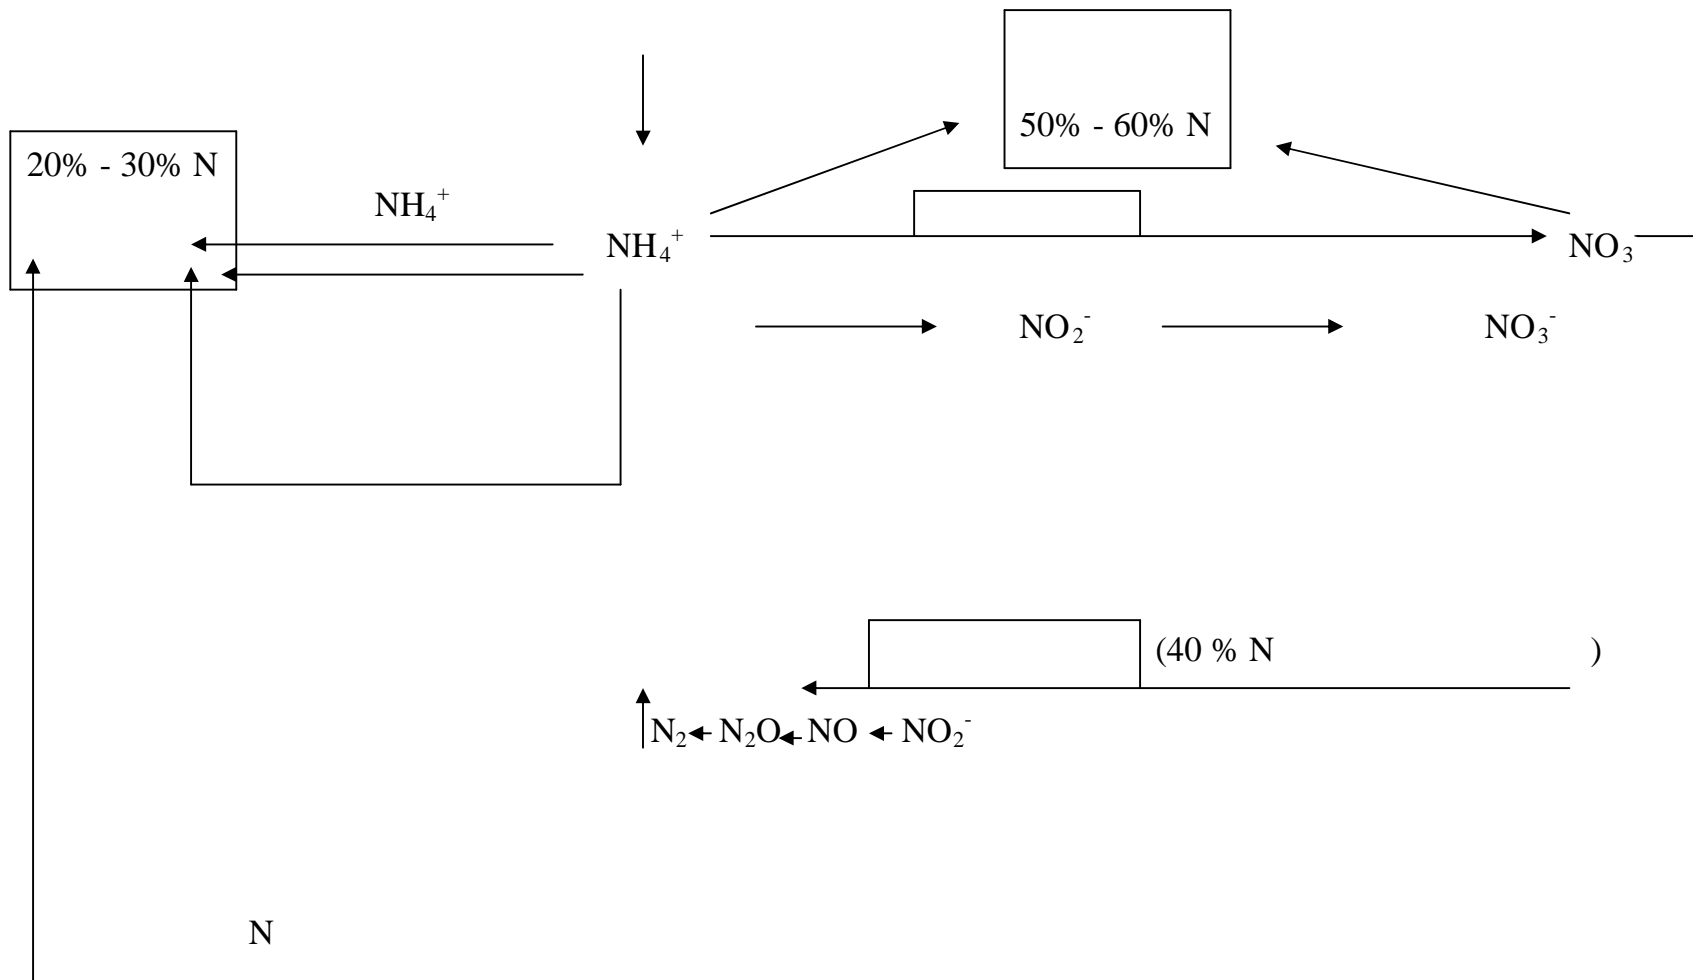 50% - 60% N
20% - 30% N
NH₄⁺
NH₄⁺
NO₃
NO₂⁻
NO₃⁻
(40 % N )
N₂ N₂O NO NO₂⁻
N